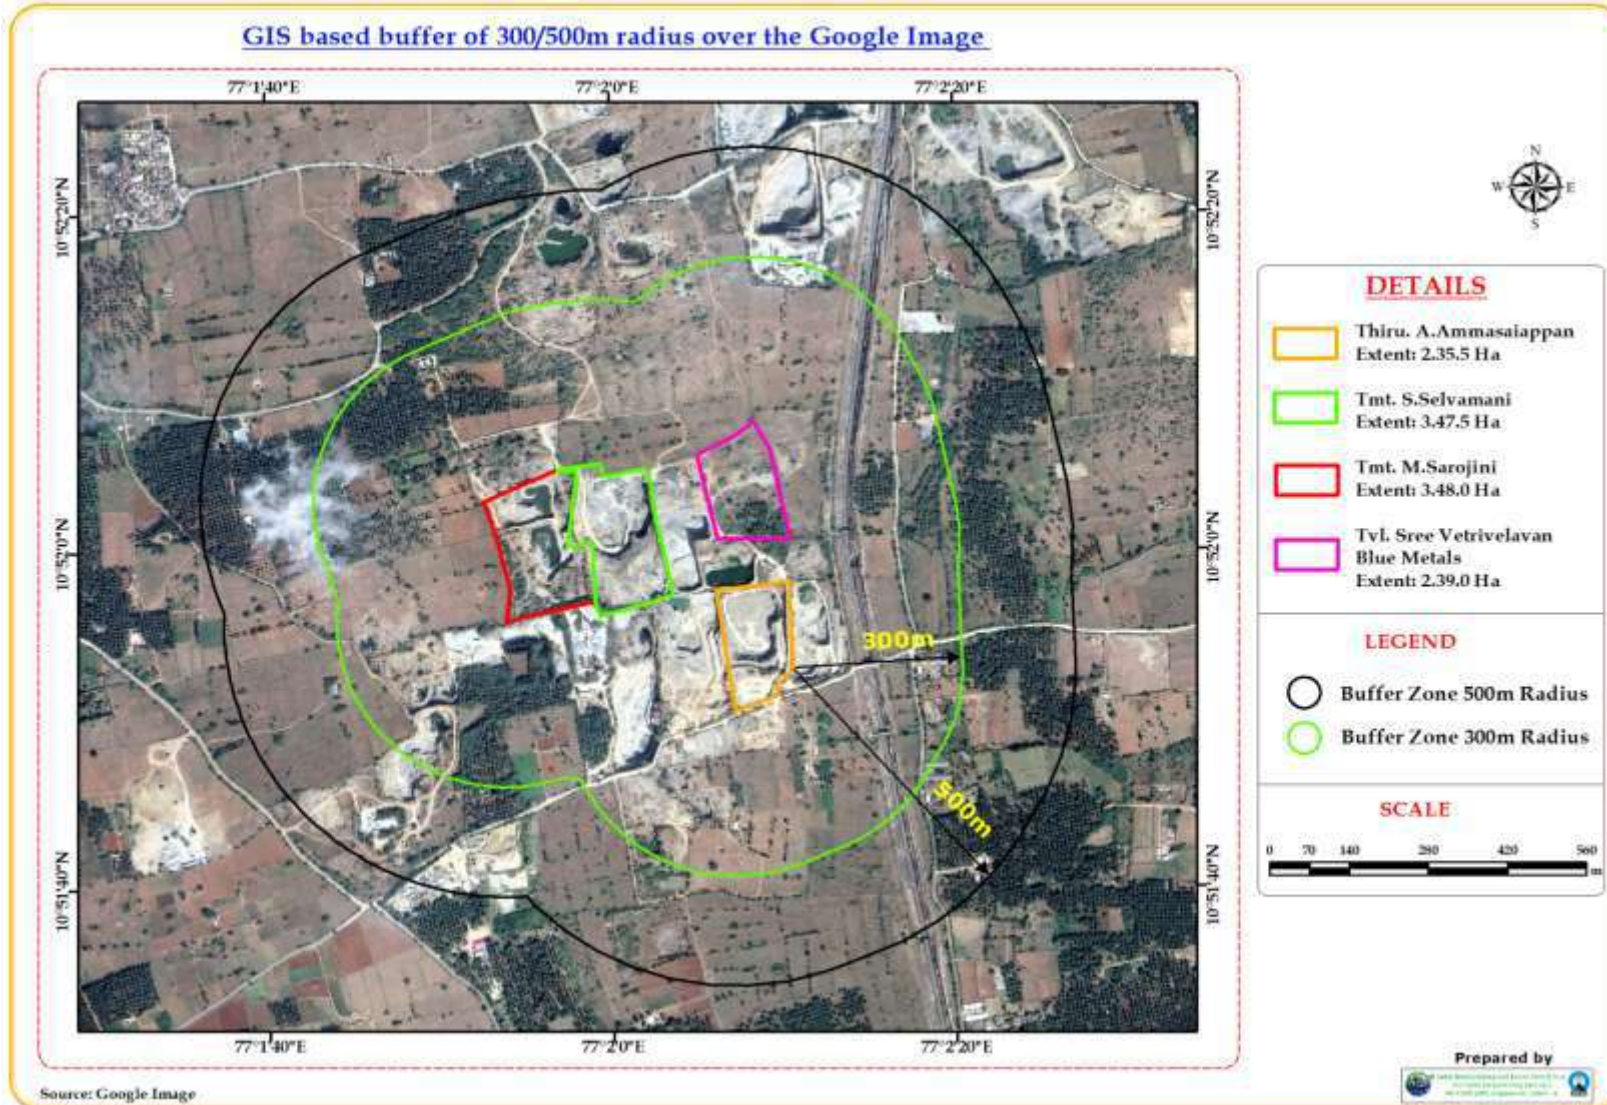 GIS based buffer of 300/500m radius over the Google Image
77°1'40"E
77°2'0"E
77°2'20"E
10°52'20"N
10°52'0"N
10°51'40"N
10°52'20"N
10°52'0"N
10°51'40"N
300m
500m
77°1'40"E
77°2'0"E
77°2'20"E
Source: Google Image
N
W
E
S
DETAILS
Thiru. A.Ammasaiappan
Extent: 2.35.5 Ha
Tmt. S.Selvamani
Extent: 3.47.5 Ha
Tmt. M.Sarojini
Extent: 3.48.0 Ha
Tvl. Sree Vetrivelavan
Blue Metals
Extent: 2.39.0 Ha
LEGEND
Buffer Zone 500m Radius
Buffer Zone 300m Radius
SCALE
0 70 140 280 420 560
m
Prepared by